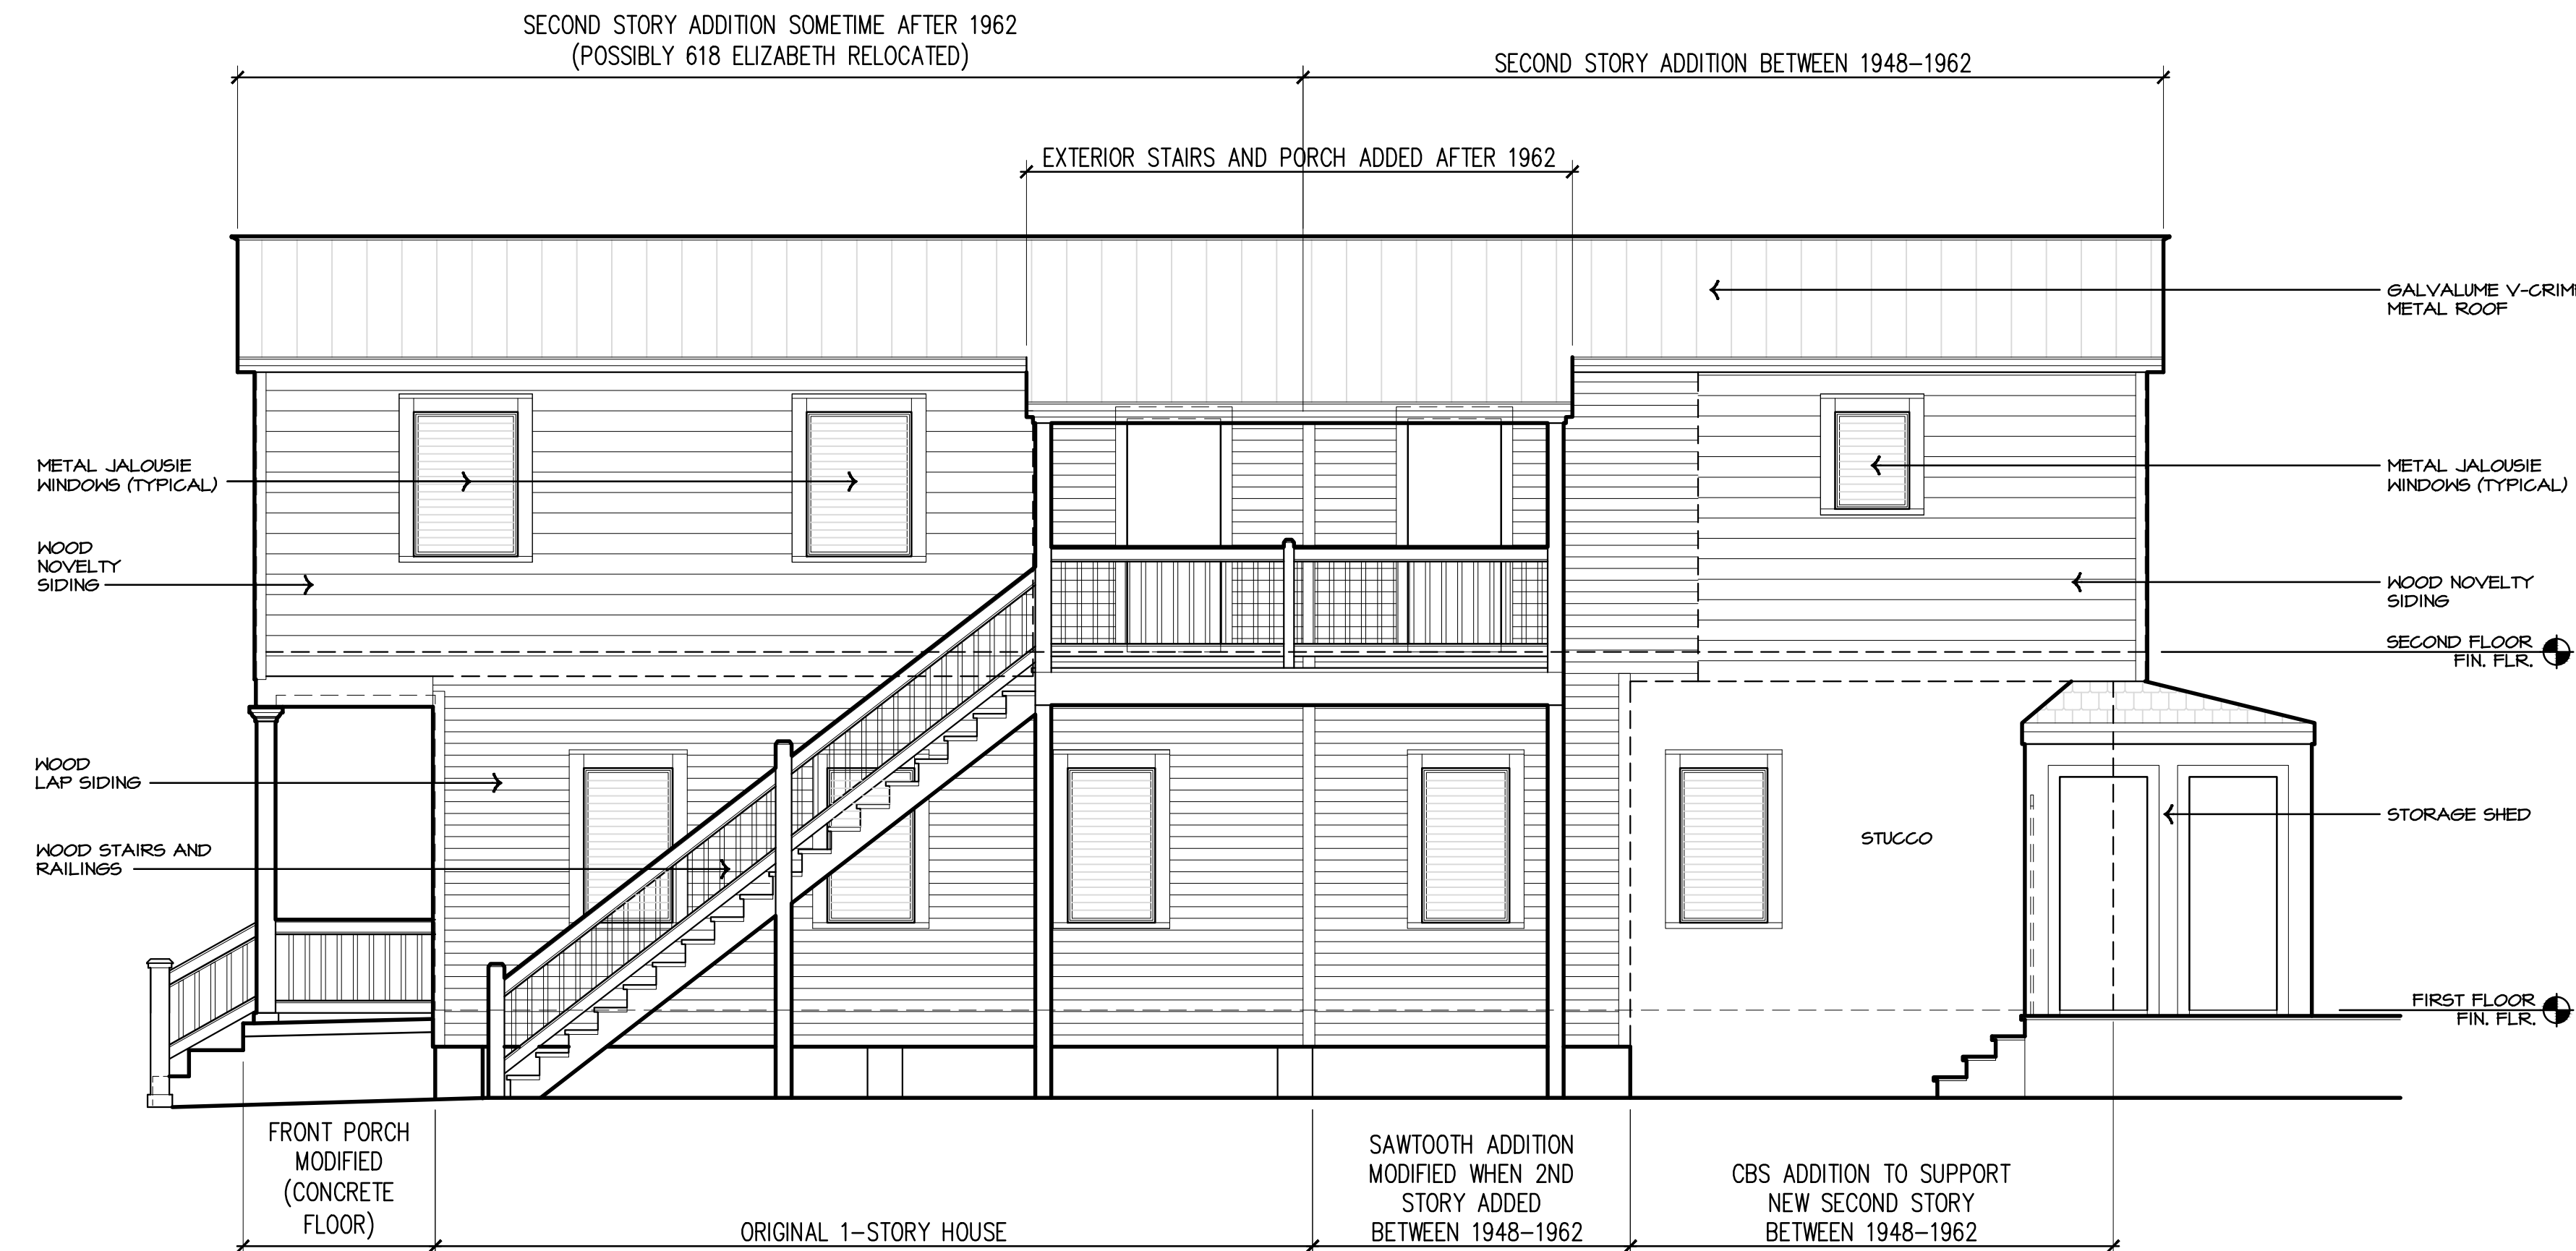 SECOND STORY ADDITION SOMETIME AFTER 1962
(POSSIBLY 618 ELIZABETH RELOCATED)
SECOND STORY ADDITION BETWEEN 1948-1962
EXTERIOR STAIRS AND PORCH ADDED AFTER 1962
GALVALUME V-CRIM
METAL ROOF
METAL JALOUSIE
WINDOWS (TYPICAL)
METAL JALOUSIE
WINDOWS (TYPICAL)
WOOD
NOVELTY
SIDING
WOOD NOVELTY
SIDING
SECOND FLOOR
FIN. FLR.
WOOD
LAP SIDING
STORAGE SHED
STUCCO
WOOD STAIRS AND
RAILINGS
FIRST FLOOR
FIN. FLR.
FRONT PORCH
MODIFIED
(CONCRETE
FLOOR)
ORIGINAL 1-STORY HOUSE
SAWTOOTH ADDITION
MODIFIED WHEN 2ND
STORY ADDED
BETWEEN 1948-1962
CBS ADDITION TO SUPPORT
NEW SECOND STORY
BETWEEN 1948-1962